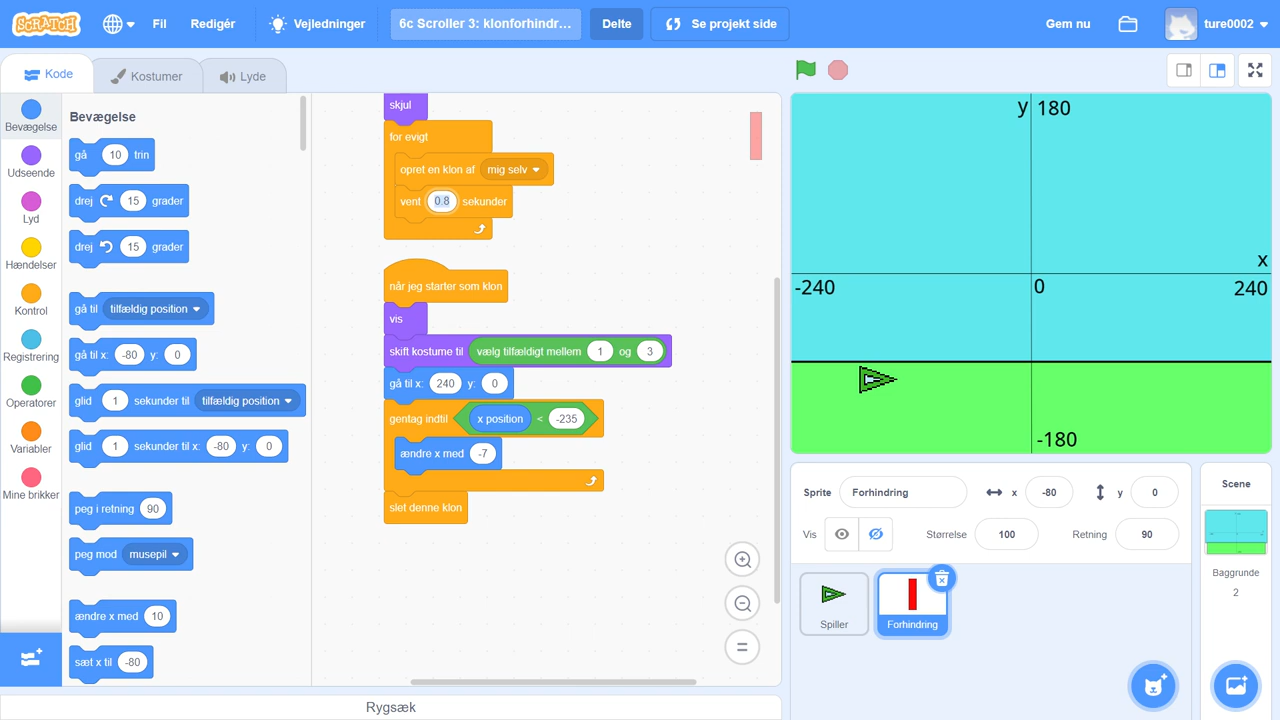 SCRATCH
Fil
Redigér
Vejledninger
6c Scroller 3: klonforhindr...
Delte
Se projekt side
Gem nu
ture0002
Kode
Kostumer
Lyde
Bevægelse
Udseende
Lyd
Hændelser
Kontrol
Registrering
Operatorer
Variabler
Mine brikker
Bevægelse
gå 10 trin
drej 15 grader
drej 15 grader
gå til tilfældig position
gå til x: -80 y: 0
glid 1 sekunder til tilfældig position
glid 1 sekunder til x: -80 y: 0
peg i retning 90
peg mod musepil
ændre x med 10
sæt x til -80
skjul
for evigt
opret en klon af mig selv
vent 0.8 sekunder
når jeg starter som klon
vis
skift kostume til vælg tilfældigt mellem 1 og 3
gå til x: 240 y: 0
gentag indtil x position < -235
ændre x med -7
slet denne klon
Rygsæk
y 180
x
-240 0 240
-180
Sprite Forhindring x -80 y 0
Vis Størrelse 100 Retning 90
Spiller
Forhindring
Scene
Baggrunde
2